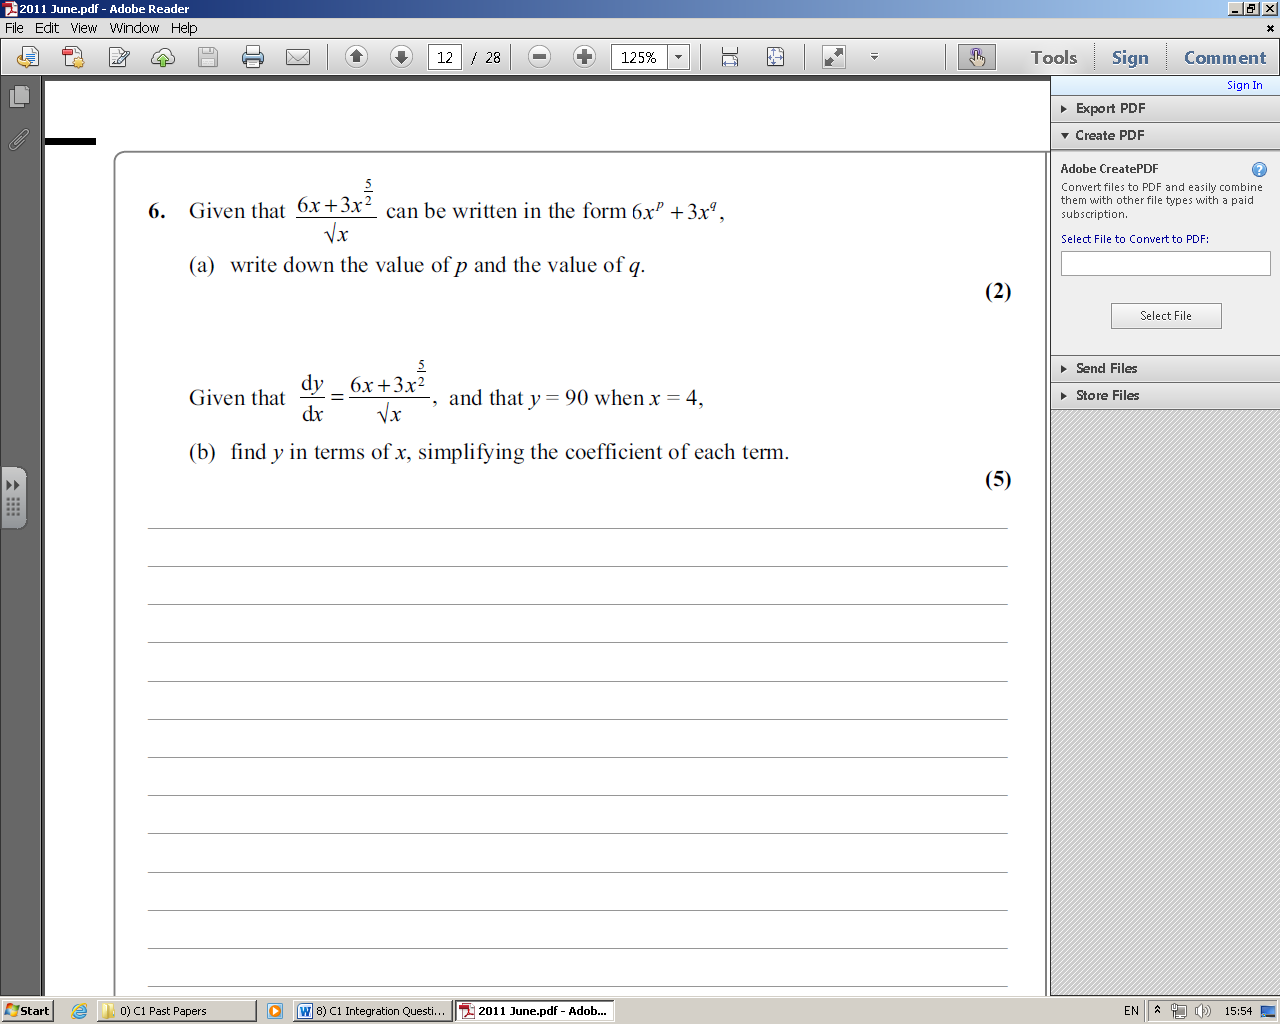 2011 June.pdf - Adobe Reader
File Edit View Window Help
12 / 28 125% Tools Sign Comment
Sign In
Export PDF
Create PDF
Adobe CreatePDF
Convert files to PDF and easily combine
them with other file types with a paid
subscription.
Select File to Convert to PDF:
Select File
Send Files
Store Files
6. Given that (6x + 3x^(5/2))/√x can be written in the form 6x^p + 3x^q,
(a) write down the value of p and the value of q.
(2)
Given that dy/dx = (6x + 3x^(5/2))/√x, and that y = 90 when x = 4,
(b) find y in terms of x, simplifying the coefficient of each term.
(5)
Start 0) C1 Past Papers 8) C1 Integration Questi... 2011 June.pdf - Adob... EN 15:54